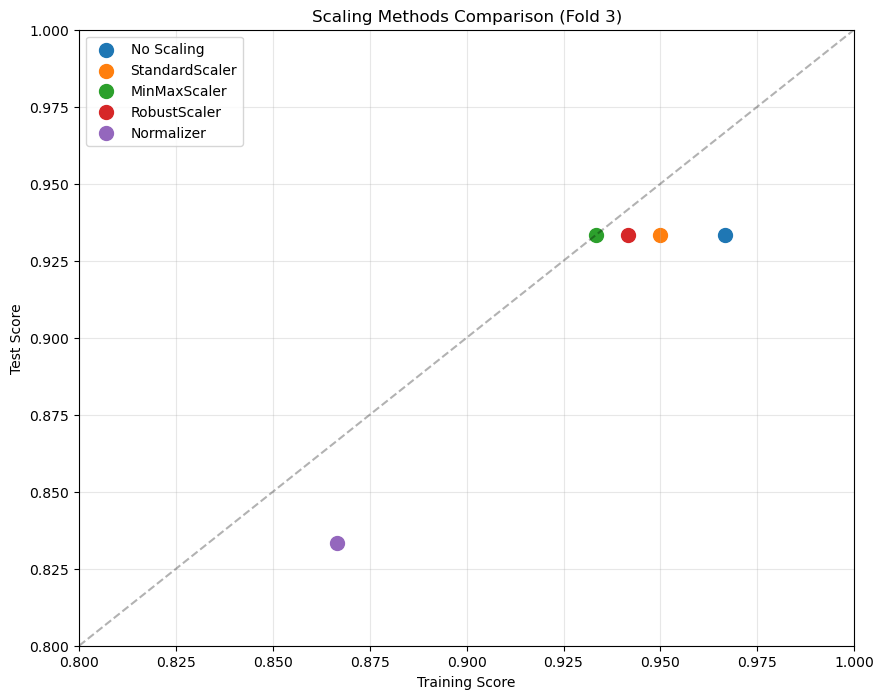 Scaling Methods Comparison (Fold 3)
No Scaling
StandardScaler
MinMaxScaler
RobustScaler
Normalizer
Test Score
1.000
0.975
0.950
0.925
0.900
0.875
0.850
0.825
0.800
0.800 0.825 0.850 0.875 0.900 0.925 0.950 0.975 1.000
Training Score